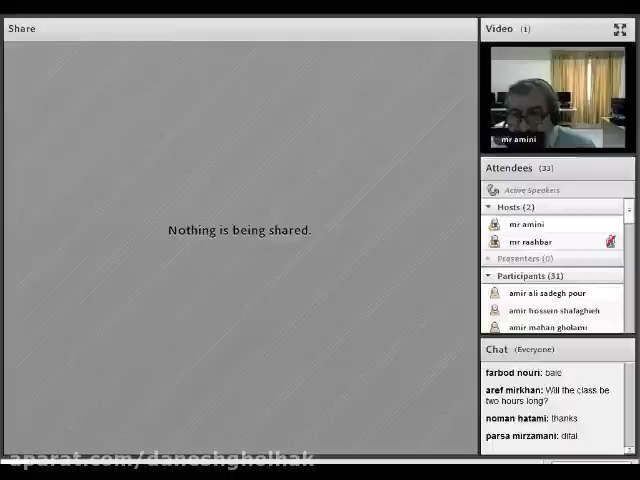 Share
Nothing is being shared.
Video (1)
mr amini
Attendees (33)
Active Speakers
Hosts (2)
mr amini
mr raahbar
Presenters (0)
Participants (31)
amir ali sadegh pour
amir hossein shafaghieh
amir mahan gholami
Chat (Everyone)
farbod nouri: bale
aref mirkhan: Will the class be
two hours long?
noman hatami: thanks
parsa mirzamani: difal
aparat.com/daneshgholhak